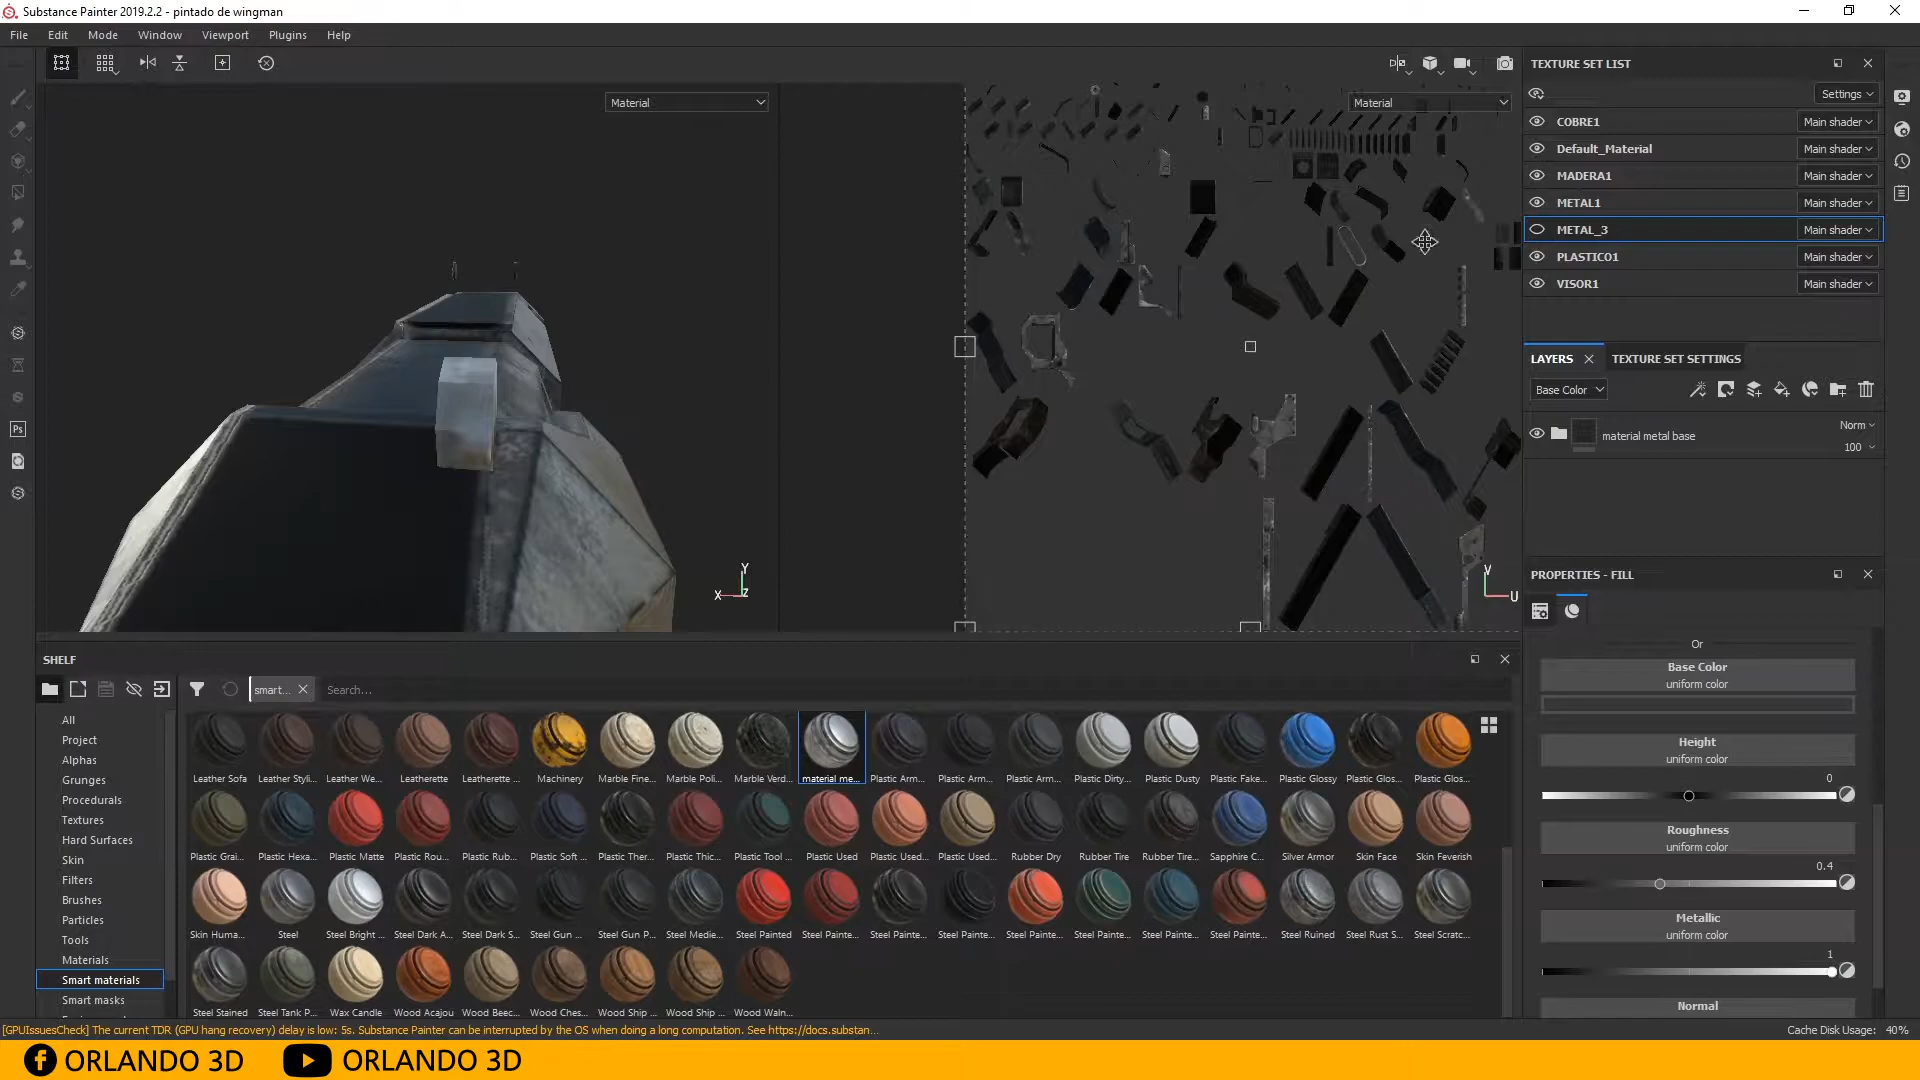 Substance Painter 2019.2.2 - pintado de wingman
File Edit Mode Window Viewport Plugins Help
Material
Material
TEXTURE SET LIST
Settings
COBRE1 Main shader
Default_Material Main shader
MADERA1 Main shader
METAL1 Main shader
METAL_3 Main shader
PLASTICO1 Main shader
VISOR1 Main shader
LAYERS TEXTURE SET SETTINGS
Base Color
material metal base Norm
100
Y
X Z
V
U
PROPERTIES - FILL
Or
Base Color
uniform color
Height
uniform color
0
Roughness
uniform color
0.4
Metallic
uniform color
1
Normal
SHELF
smart... Search...
All
Project
Alphas
Grunges
Procedurals
Textures
Hard Surfaces
Skin
Filters
Brushes
Particles
Tools
Materials
Smart materials
Smart masks
Leather Sofa Leather Styli... Leather We... Leatherette Leatherette ... Machinery Marble Fine... Marble Poli... Marble Verd... material me... Plastic Arm... Plastic Arm... Plastic Arm... Plastic Dirty... Plastic Dusty Plastic Fake... Plastic Glossy Plastic Glos... Plastic Glos...
Plastic Grai... Plastic Hexa... Plastic Matte Plastic Rou... Plastic Rub... Plastic Soft ... Plastic Ther... Plastic Thic... Plastic Tool ... Plastic Used Plastic Used... Plastic Used... Rubber Dry Rubber Tire Rubber Tire... Sapphire C... Silver Armor Skin Face Skin Feverish
Skin Huma... Steel Steel Bright ... Steel Dark A... Steel Dark S... Steel Gun ... Steel Gun P... Steel Medie... Steel Painted Steel Painte... Steel Painte... Steel Painte... Steel Painte... Steel Painte... Steel Painte... Steel Painte... Steel Ruined Steel Rust S... Steel Scratc...
Steel Stained Steel Tank P... Wax Candle Wood Acajou Wood Beec... Wood Ches... Wood Ship ... Wood Ship ... Wood Waln...
[GPUIssuesCheck] The current TDR (GPU hang recovery) delay is low: 5s. Substance Painter can be interrupted by the OS when doing a long computation. See https://docs.substan...
Cache Disk Usage: 40%
Ps
f ORLANDO 3D ORLANDO 3D